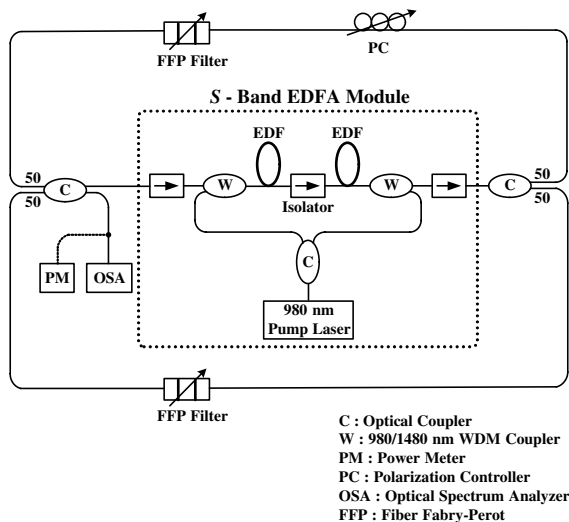 FFP Filter
PC
S - Band EDFA Module
EDF
EDF
50
50
C
W
Isolator
W
C
50
50
PM
OSA
C
980 nm
Pump Laser
FFP Filter
C : Optical Coupler
W : 980/1480 nm WDM Coupler
PM : Power Meter
PC : Polarization Controller
OSA : Optical Spectrum Analyzer
FFP : Fiber Fabry-Perot